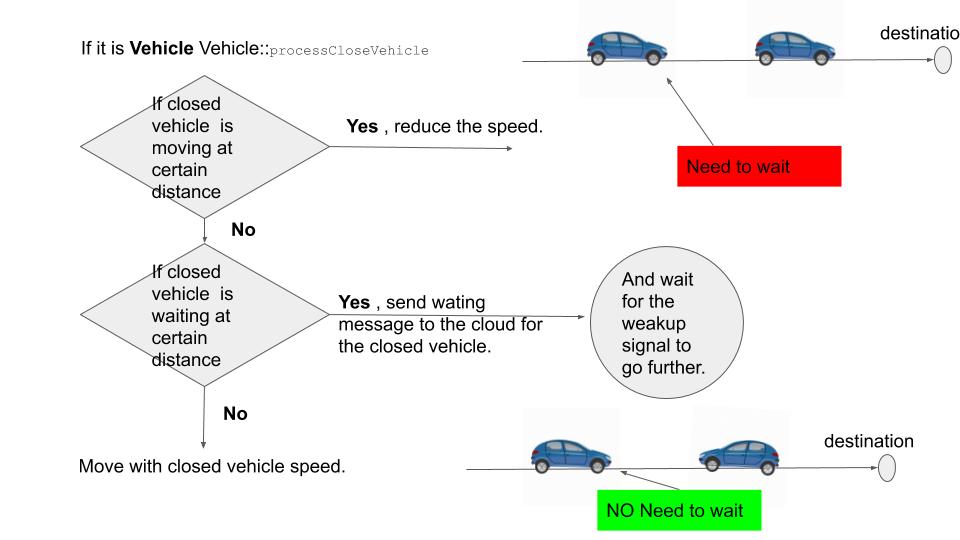 If it is Vehicle Vehicle::processCloseVehicle
destinatio
If closed
vehicle is
moving at
certain
distance
Yes , reduce the speed.
Need to wait
No
If closed
vehicle is
waiting at
certain
distance
Yes , send wating
message to the cloud for
the closed vehicle.
And wait
for the
weakup
signal to
go further.
No
Move with closed vehicle speed.
destination
NO Need to wait